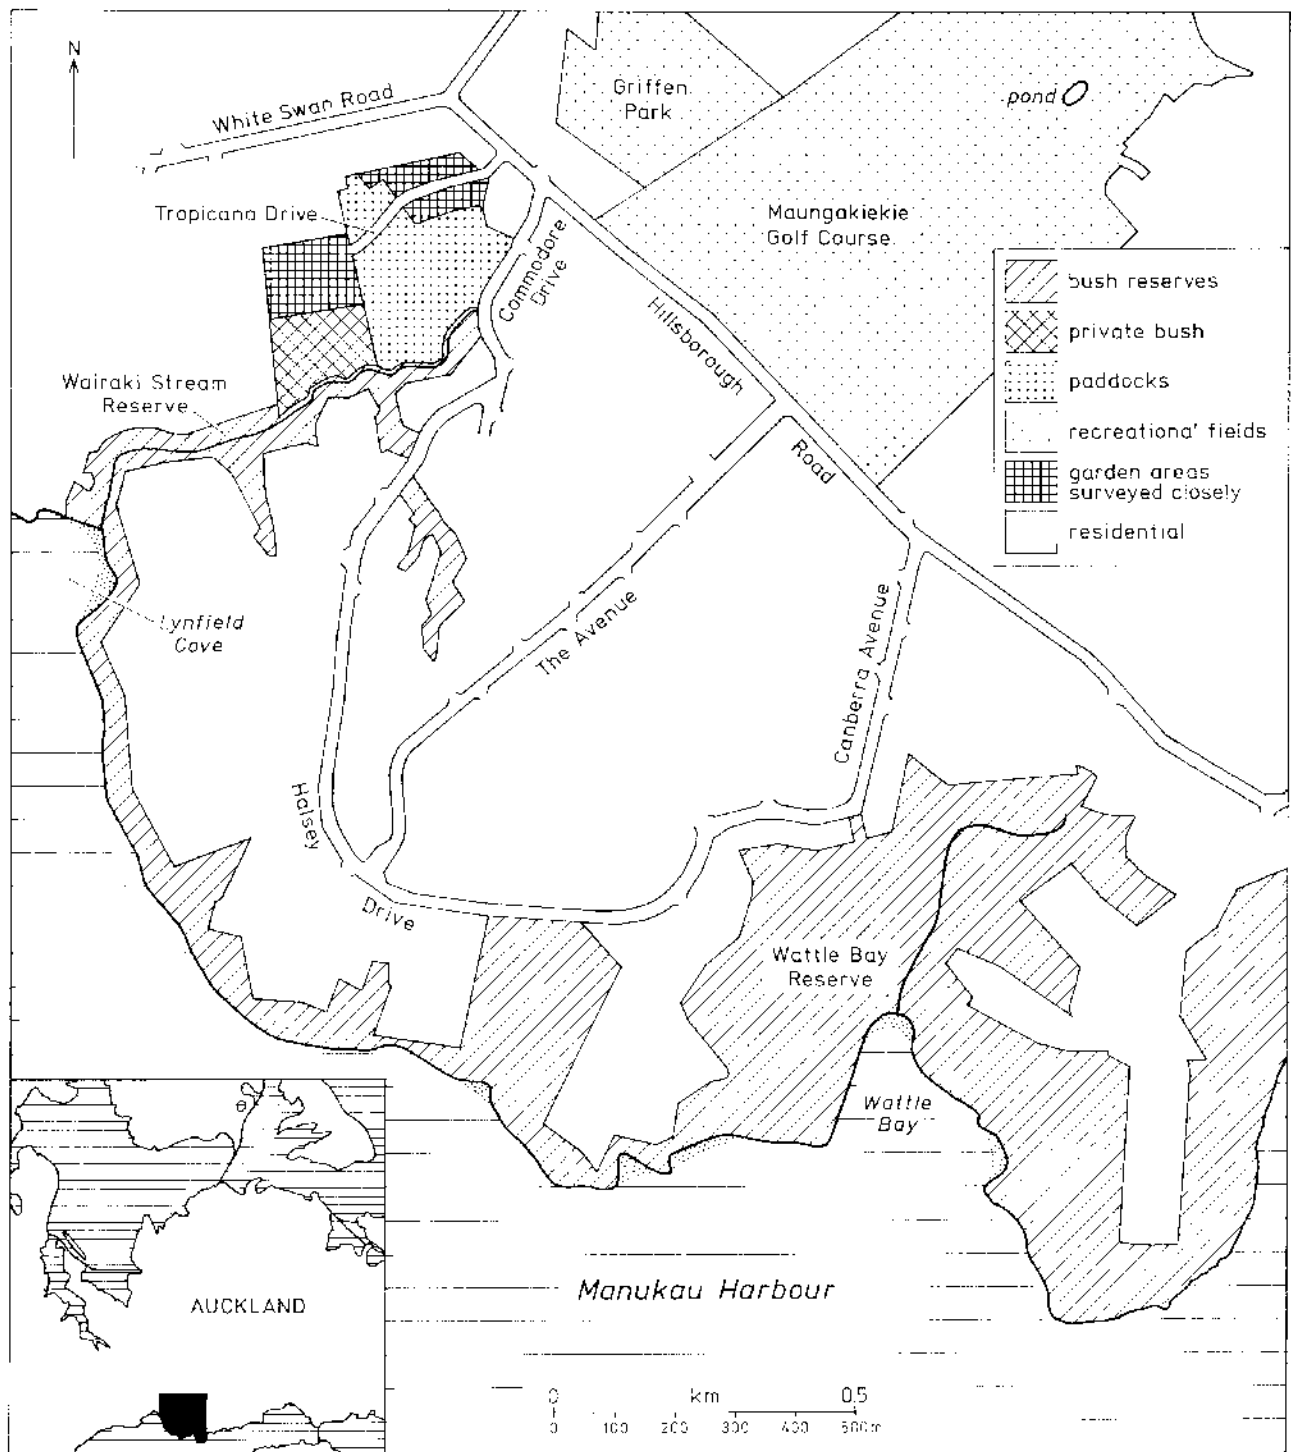 N
White Swan Road
Griffen
Park
pond
Tropicana Drive
Maungakiekie
Golf Course
Commodore
Drive
Hillsborough
Road
bush reserves
private bush
paddocks
recreational fields
garden areas
surveyed closely
residential
Wairaki Stream
Reserve
Lynfield
Cove
The Avenue
Canberra Avenue
Halsey
Drive
Wattle Bay
Reserve
Wattle
Bay
Manukau Harbour
AUCKLAND
0 km 0.5
0 100 200 300 400 500m